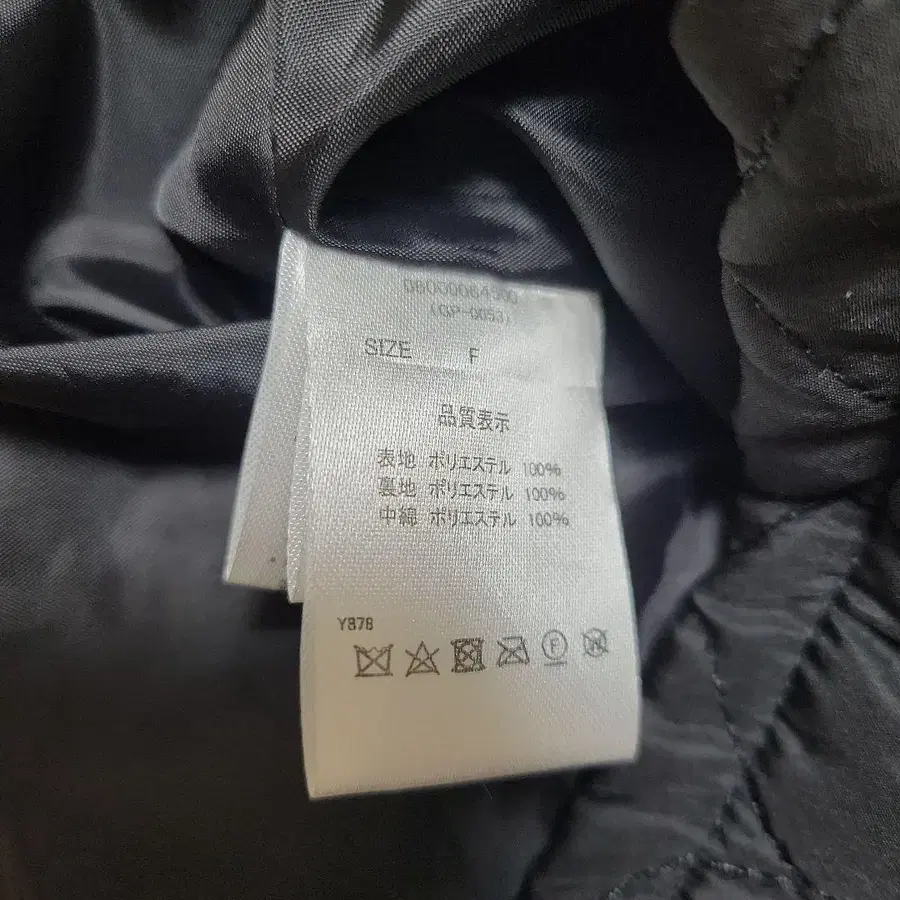 (GP-0053)
SIZE F
品質表示
表地 ポリエステル 100%
裏地 ポリエステル 100%
中綿 ポリエステル 100%
Y878
F